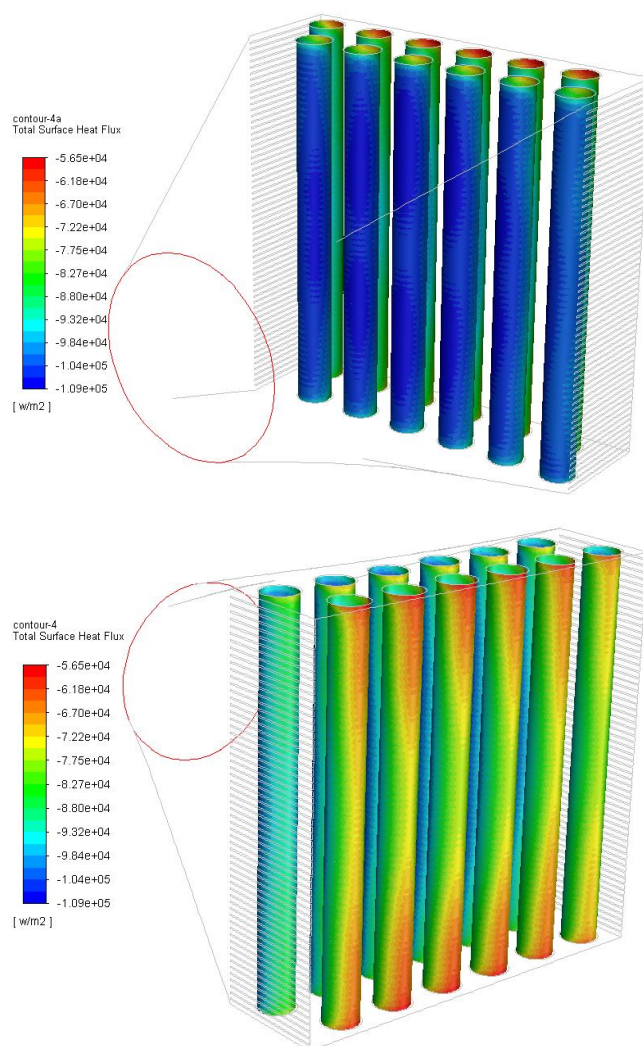 contour-4a
Total Surface Heat Flux
-5.65e+04
-6.18e+04
-6.70e+04
-7.22e+04
-7.75e+04
-8.27e+04
-8.80e+04
-9.32e+04
-9.84e+04
-1.04e+05
-1.09e+05
[ w/m2 ]
contour-4
Total Surface Heat Flux
-5.65e+04
-6.18e+04
-6.70e+04
-7.22e+04
-7.75e+04
-8.27e+04
-8.80e+04
-9.32e+04
-9.84e+04
-1.04e+05
-1.09e+05
[ w/m2 ]